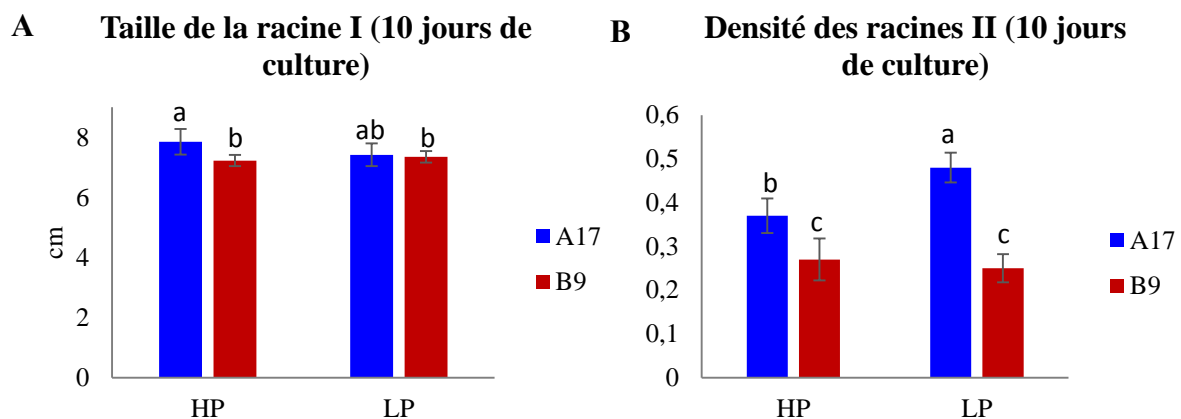 A
Taille de la racine I (10 jours de
culture)
cm
8
6
4
2
0
a
b
ab
b
HP
LP
A17
B9
B
Densité des racines II (10 jours
de culture)
0,6
0,5
0,4
0,3
0,2
0,1
0
b
c
a
c
HP
LP
A17
B9